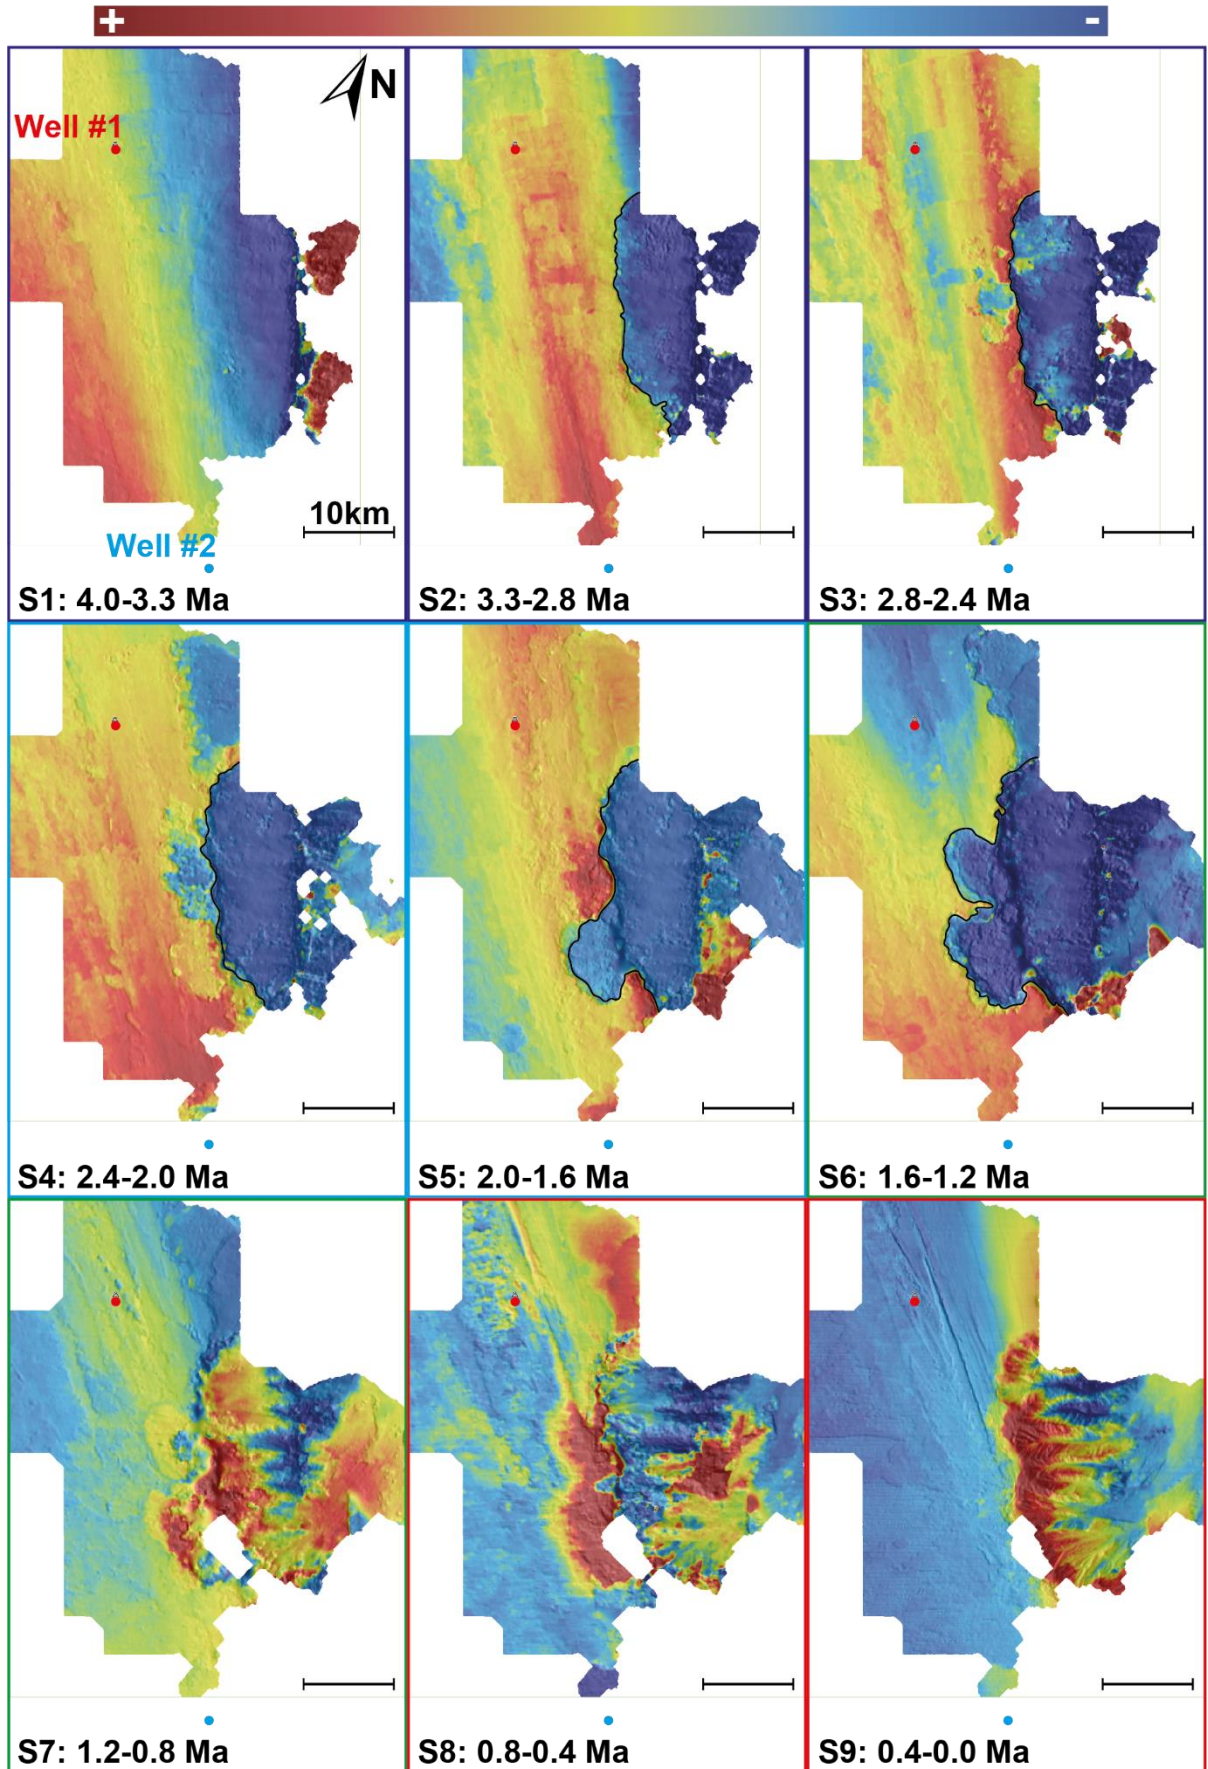 + -
N
Well #1
10km
Well #2
S1: 4.0-3.3 Ma
S2: 3.3-2.8 Ma
S3: 2.8-2.4 Ma
S4: 2.4-2.0 Ma
S5: 2.0-1.6 Ma
S6: 1.6-1.2 Ma
S7: 1.2-0.8 Ma
S8: 0.8-0.4 Ma
S9: 0.4-0.0 Ma